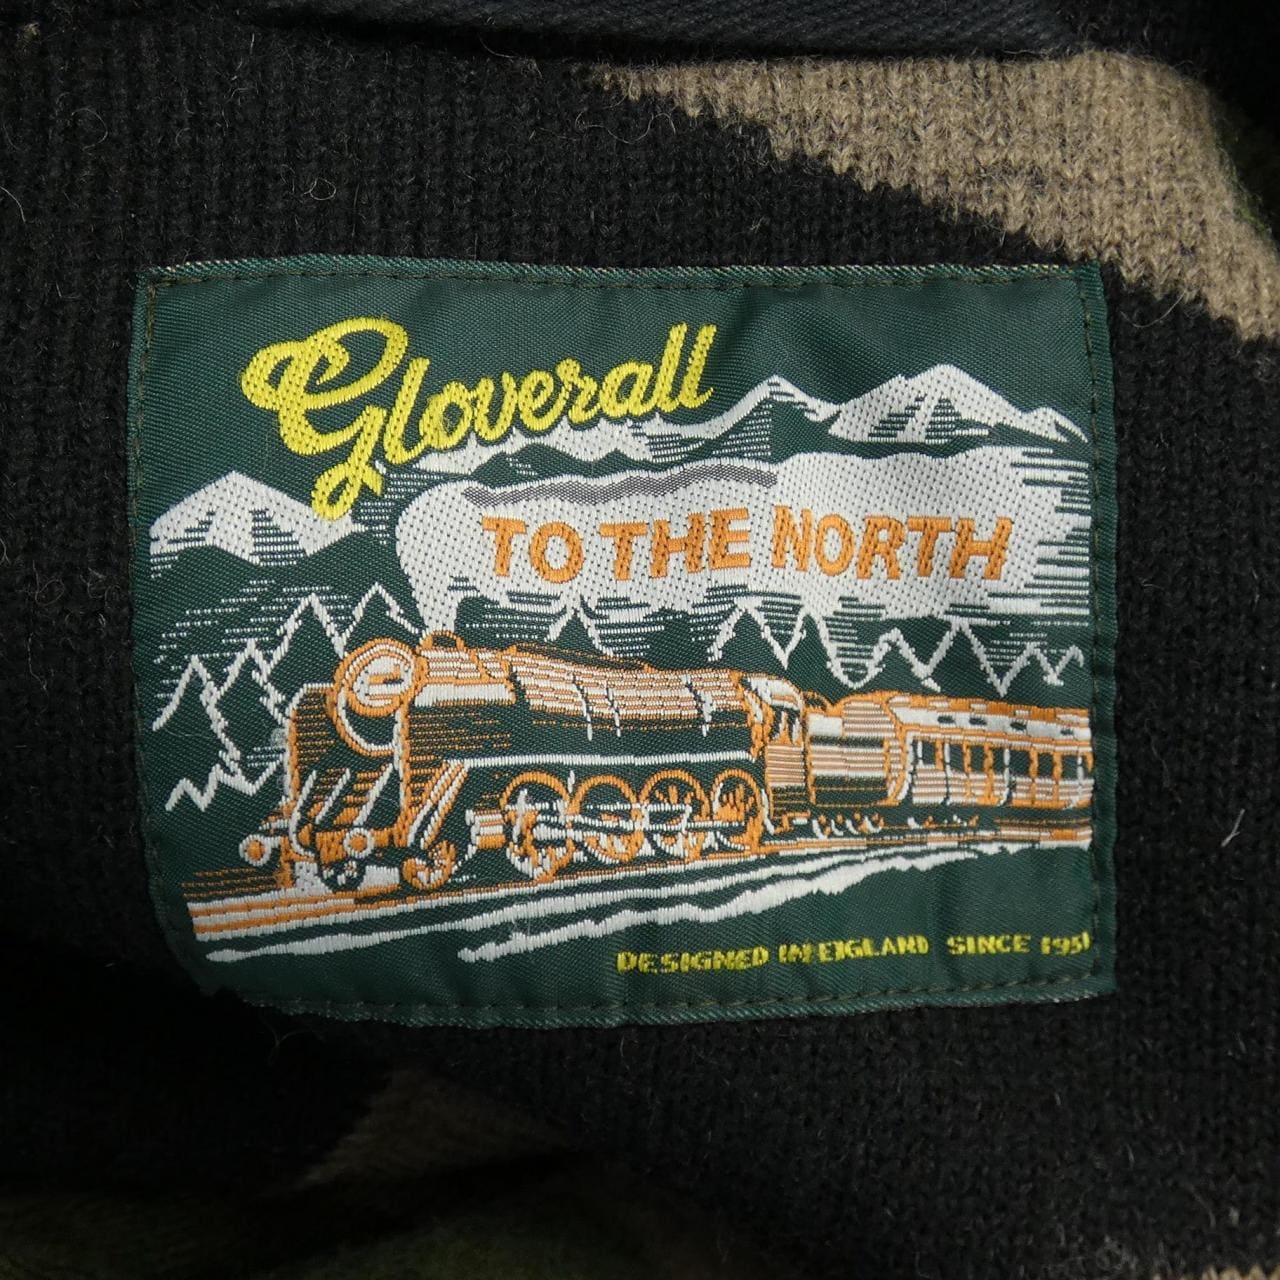 Gloverall
TO THE NORTH
DESIGNED IN ENGLAND SINCE 1951